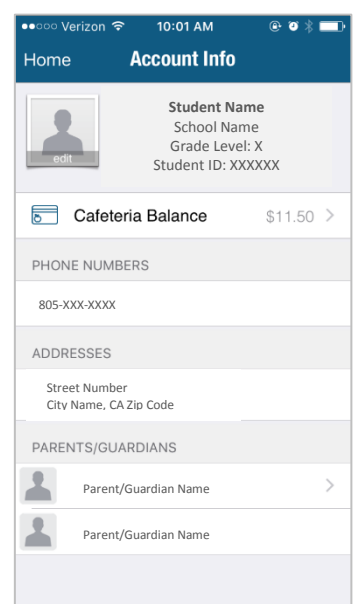 Verizon 10:01 AM
Home Account Info
Student Name
School Name
Grade Level: X
Student ID: XXXXXX
edit
Cafeteria Balance $11.50
PHONE NUMBERS
805-XXX-XXXX
ADDRESSES
Street Number
City Name, CA Zip Code
PARENTS/GUARDIANS
Parent/Guardian Name
Parent/Guardian Name